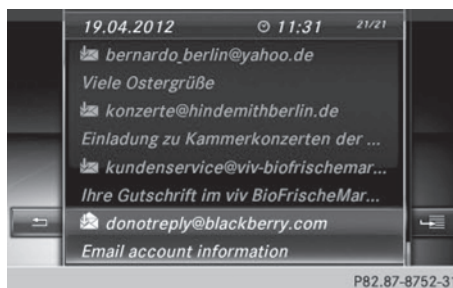 19.04.2012 11:31 21/21
bernardo_berlin@yahoo.de
Viele Ostergrüße
konzerte@hindemithberlin.de
Einladung zu Kammerkonzerten der ...
kundenservice@viv-biofrischemar...
Ihre Gutschrift im viv BioFrischeMar...
donotreply@blackberry.com
Email account information
P82.87-8752-31